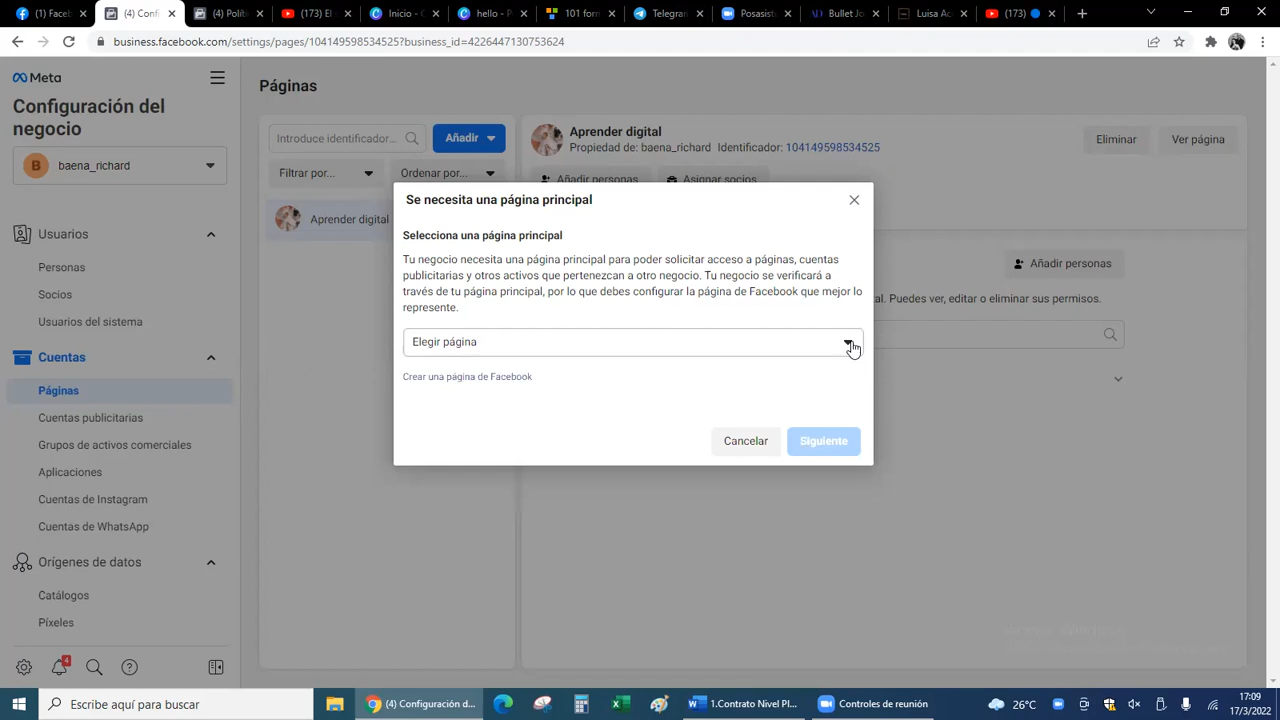 (1) Faceb
(4) Confi
(4) Políti
(173) El
Inicio - C
hello - P
101 form
Telegran
Posasiste
Bullet Jo
Luisa Ac
(173)
business.facebook.com/settings/pages/104149598534525?business_id=4226447130753624
Meta
Configuración del
negocio
B
baena_richard
Usuarios
Personas
Socios
Usuarios del sistema
Cuentas
Páginas
Cuentas publicitarias
Grupos de activos comerciales
Aplicaciones
Cuentas de Instagram
Cuentas de WhatsApp
Orígenes de datos
Catálogos
Píxeles
4
Páginas
Introduce identificador...
Añadir
Filtrar por...
Ordenar por...
Aprender digital
Aprender digital
Propiedad de: baena_richard Identificador: 104149598534525
Eliminar
Ver página
Añadir personas
Asignar socios
Añadir personas
Puedes ver, editar o eliminar sus permisos.
Se necesita una página principal
Selecciona una página principal
Tu negocio necesita una página principal para poder solicitar acceso a páginas, cuentas
publicitarias y otros activos que pertenezcan a otro negocio. Tu negocio se verificará a
través de tu página principal, por lo que debes configurar la página de Facebook que mejor lo
represente.
Elegir página
Crear una página de Facebook
Cancelar
Siguiente
Escribe aquí para buscar
(4) Configuración d...
1.Contrato Nivel Pl...
Controles de reunión
26°C
17:09
17/3/2022